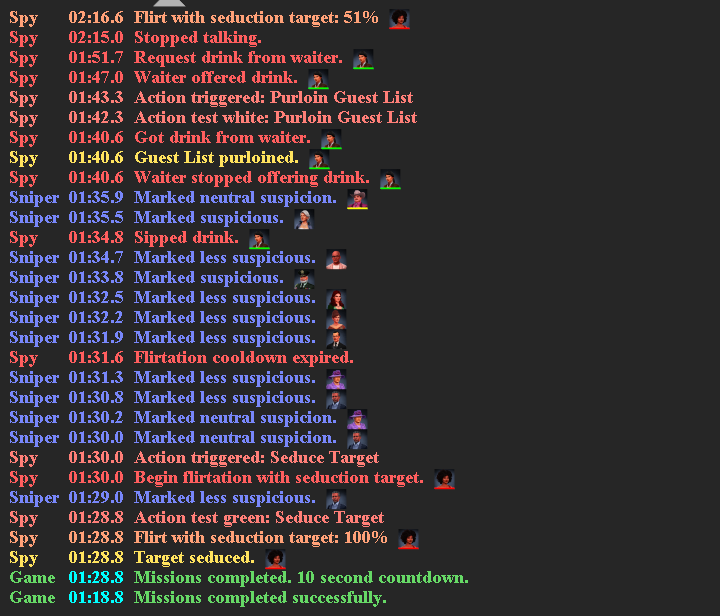 Spy 02:16.6 Flirt with seduction target: 51%
Spy 02:15.0 Stopped talking.
Spy 01:51.7 Request drink from waiter.
Spy 01:47.0 Waiter offered drink.
Spy 01:43.3 Action triggered: Purloin Guest List
Spy 01:42.3 Action test white: Purloin Guest List
Spy 01:40.6 Got drink from waiter.
Spy 01:40.6 Guest List purloined.
Spy 01:40.6 Waiter stopped offering drink.
Sniper 01:35.9 Marked neutral suspicion.
Sniper 01:35.5 Marked suspicious.
Spy 01:34.8 Sipped drink.
Sniper 01:34.7 Marked less suspicious.
Sniper 01:33.8 Marked suspicious.
Sniper 01:32.5 Marked less suspicious.
Sniper 01:32.2 Marked less suspicious.
Sniper 01:31.9 Marked less suspicious.
Spy 01:31.6 Flirtation cooldown expired.
Sniper 01:31.3 Marked less suspicious.
Sniper 01:30.8 Marked less suspicious.
Sniper 01:30.2 Marked neutral suspicion.
Sniper 01:30.0 Marked neutral suspicion.
Spy 01:30.0 Action triggered: Seduce Target
Spy 01:30.0 Begin flirtation with seduction target.
Sniper 01:29.0 Marked less suspicious.
Spy 01:28.8 Action test green: Seduce Target
Spy 01:28.8 Flirt with seduction target: 100%
Spy 01:28.8 Target seduced.
Game 01:28.8 Missions completed. 10 second countdown.
Game 01:18.8 Missions completed successfully.